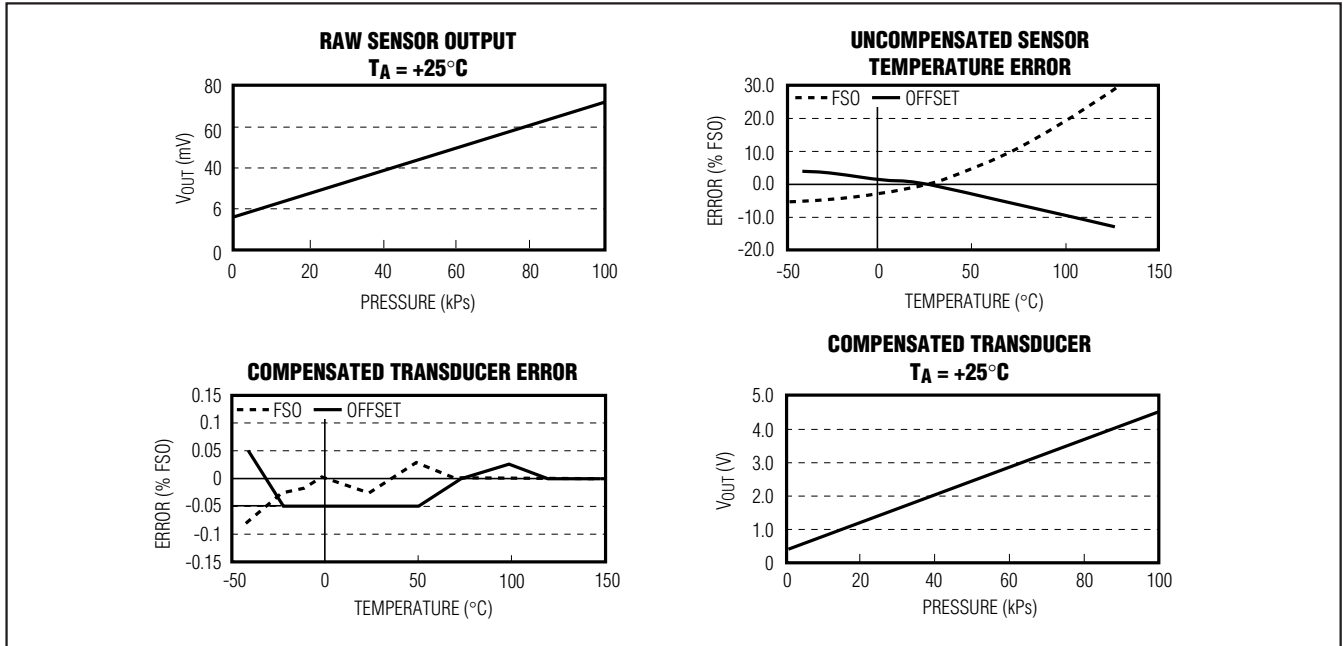 RAW SENSOR OUTPUT
TA = +25°C
80
60
40
6
0
VOUT (mV)
0 20 40 60 80 100
PRESSURE (kPs)
UNCOMPENSATED SENSOR
TEMPERATURE ERROR
FSO OFFSET
30.0
20.0
10.0
0.0
-10.0
-20.0
ERROR (% FSO)
-50 0 50 100 150
TEMPERATURE (°C)
COMPENSATED TRANSDUCER ERROR
FSO OFFSET
0.15
0.1
0.05
0
-0.05
-0.1
-0.15
ERROR (% FSO)
-50 0 50 100 150
TEMPERATURE (°C)
COMPENSATED TRANSDUCER
TA = +25°C
5.0
4.0
3.0
2.0
1.0
0
VOUT (V)
0 20 40 60 80 100
PRESSURE (kPs)